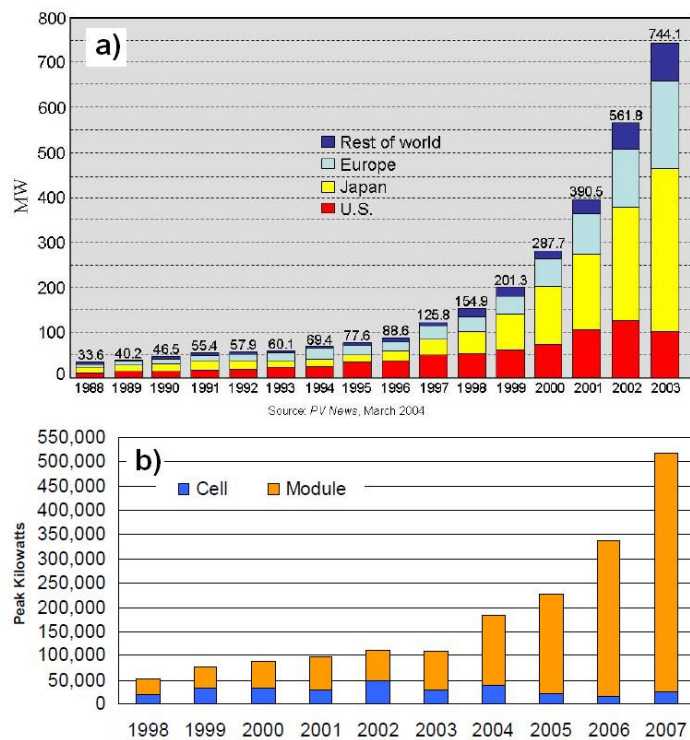 800
a)
744.1
700
600
561.8
500
Rest of world
Europe
400
390.5
Japan
MW
U.S.
300
287.7
200
201.3
154.9
125.8
100
33.6 40.2 46.5 55.4 57.9 60.1 69.4 77.6 88.6
0
1988 1989 1990 1991 1992 1993 1994 1995 1996 1997 1998 1999 2000 2001 2002 2003
Source: PV News, March 2004
550,000
b)
500,000
450,000
Cell Module
400,000
350,000
300,000
Peak Kilowatts
250,000
200,000
150,000
100,000
50,000
0
1998 1999 2000 2001 2002 2003 2004 2005 2006 2007